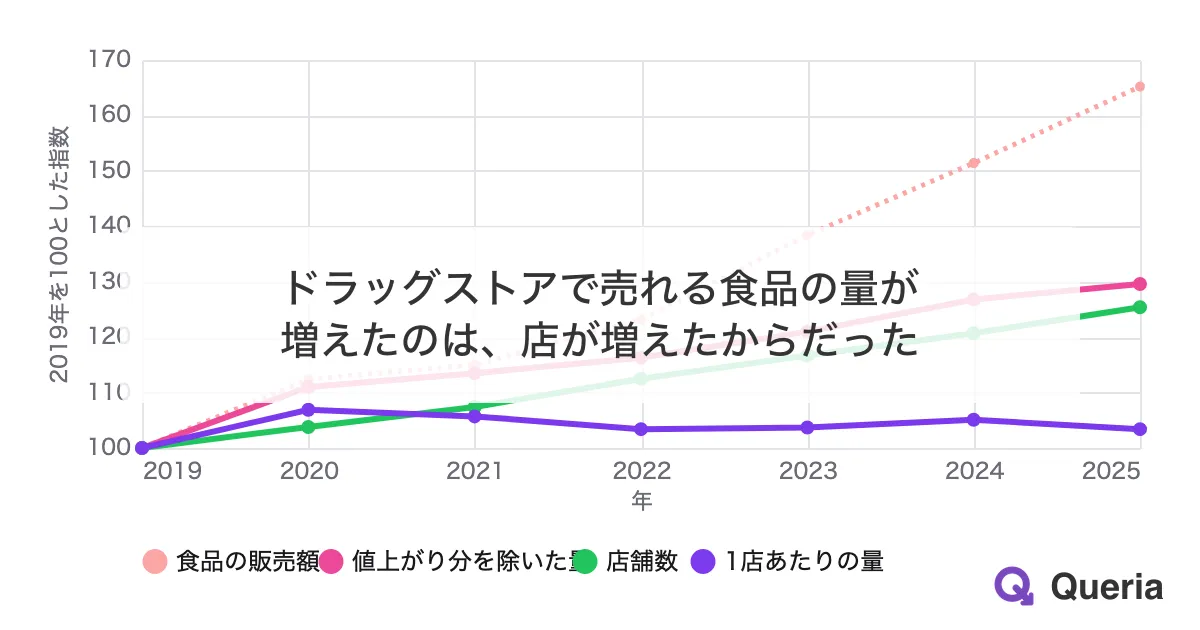 170
160
150
140
130
120
110
100
2019年を100とした指数
ドラッグストアで売れる食品の量が
増えたのは、店が増えたからだった
2019 2020 2021 2022 2023 2024 2025
年
食品の販売額 値上がり分を除いた量 店舗数 1店あたりの量
Queria